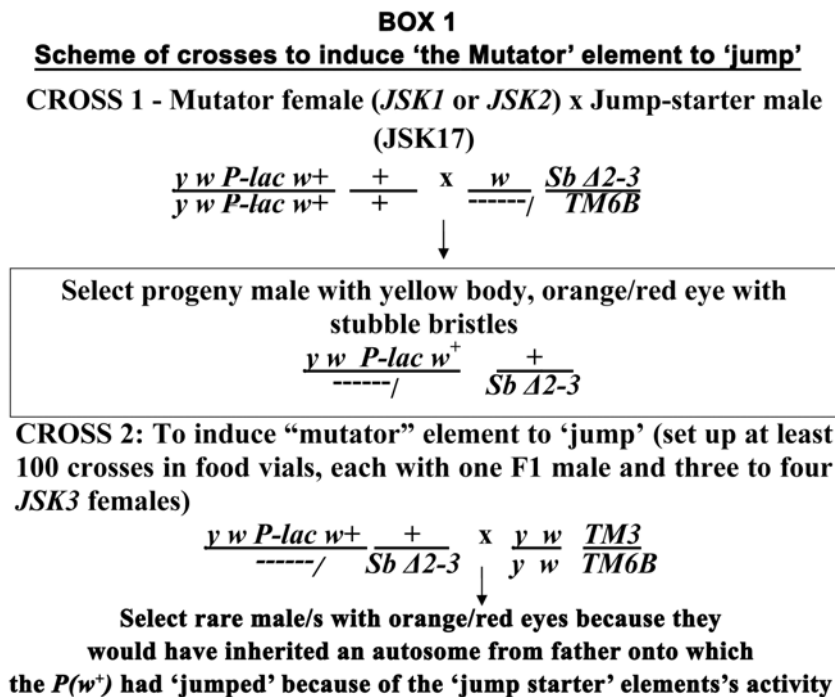 BOX 1
Scheme of crosses to induce 'the Mutator' element to 'jump'
CROSS 1 - Mutator female (JSK1 or JSK2) x Jump-starter male
(JSK17)
y w P-lac w+ + x w Sb Δ2-3
y w P-lac w+ + ------/ TM6B
Select progeny male with yellow body, orange/red eye with
stubble bristles
y w P-lac w+ +
------/ Sb Δ2-3
CROSS 2: To induce "mutator" element to 'jump' (set up at least
100 crosses in food vials, each with one F1 male and three to four
JSK3 females)
y w P-lac w+ + x y w TM3
------/ Sb Δ2-3 y w TM6B
Select rare male/s with orange/red eyes because they
would have inherited an autosome from father onto which
the P(w+) had 'jumped' because of the 'jump starter' elements's activity